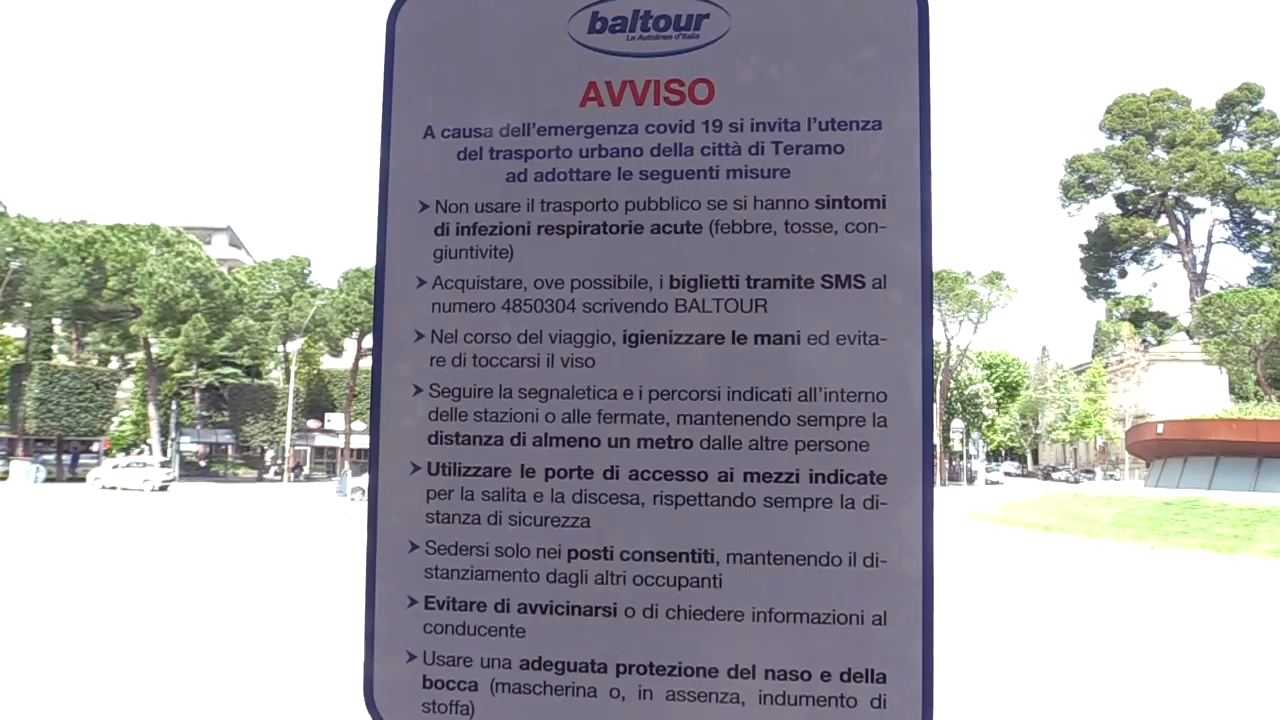 baltour
Le Autolinee d'Italia
AVVISO
A causa dell'emergenza covid 19 si invita l'utenza
del trasporto urbano della città di Teramo
ad adottare le seguenti misure
➤ Non usare il trasporto pubblico se si hanno sintomi
di infezioni respiratorie acute (febbre, tosse, con-
giuntivite)
➤ Acquistare, ove possibile, i biglietti tramite SMS al
numero 4850304 scrivendo BALTOUR
➤ Nel corso del viaggio, igienizzare le mani ed evita-
re di toccarsi il viso
➤ Seguire la segnaletica e i percorsi indicati all'interno
delle stazioni o alle fermate, mantenendo sempre la
distanza di almeno un metro dalle altre persone
➤ Utilizzare le porte di accesso ai mezzi indicate
per la salita e la discesa, rispettando sempre la di-
stanza di sicurezza
➤ Sedersi solo nei posti consentiti, mantenendo il di-
stanziamento dagli altri occupanti
➤ Evitare di avvicinarsi o di chiedere informazioni al
conducente
➤ Usare una adeguata protezione del naso e della
bocca (mascherina o, in assenza, indumento di
stoffa)